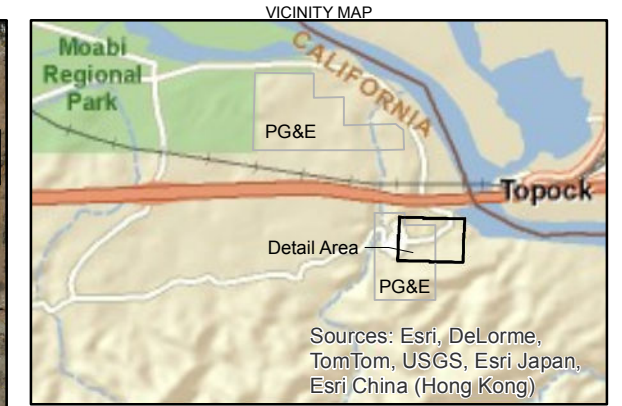 VICINITY MAP
Moabi
Regional
Park
CALIFORNIA
PG&E
Topock
Detail Area
PG&E
Sources: Esri, DeLorme,
TomTom, USGS, Esri Japan,
Esri China (Hong Kong)